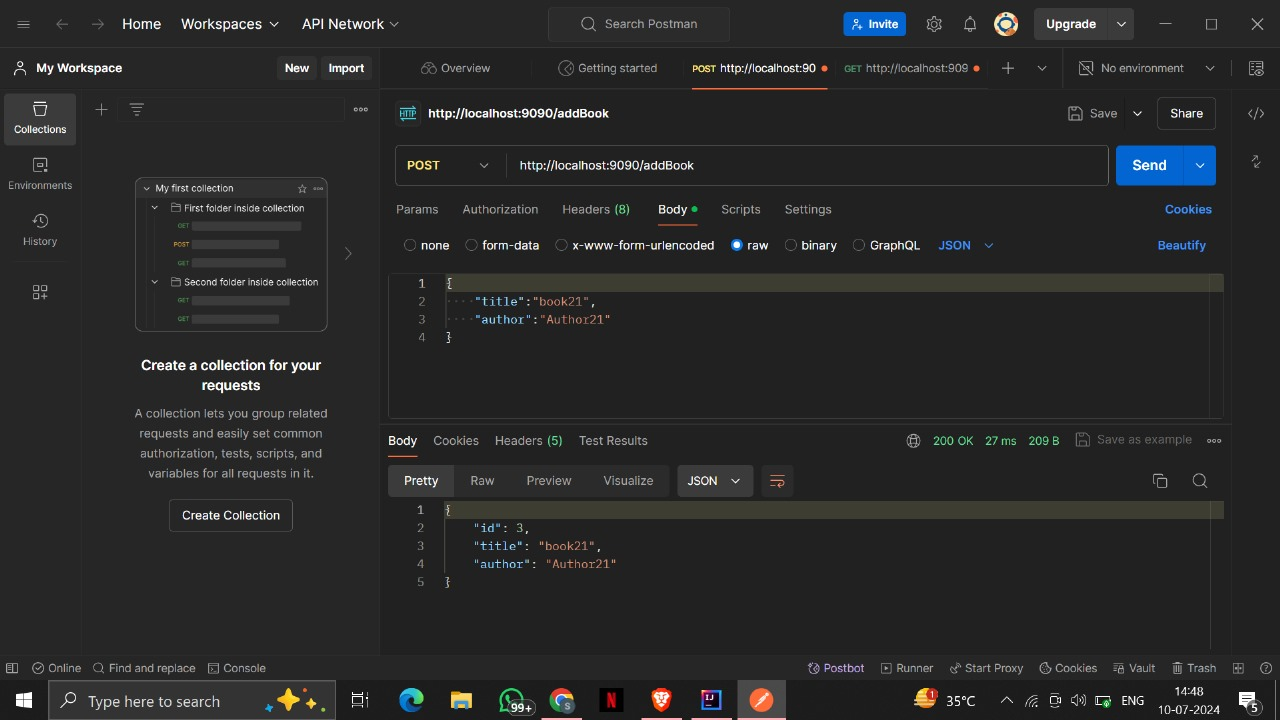 Home Workspaces API Network Search Postman Invite Upgrade
My Workspace New Import Overview Getting started POST http://localhost:90 GET http://localhost:909 No environment
Collections
Environments
History
My first collection
First folder inside collection
GET
POST
GET
Second folder inside collection
GET
GET
Create a collection for your
requests
A collection lets you group related
requests and easily set common
authorization, tests, scripts, and
variables for all requests in it.
Create Collection
HTTP http://localhost:9090/addBook Save Share
POST http://localhost:9090/addBook Send
Params Authorization Headers (8) Body Scripts Settings Cookies
none form-data x-www-form-urlencoded raw binary GraphQL JSON Beautify
1 {
2 "title":"book21",
3 "author":"Author21"
4 }
Body Cookies Headers (5) Test Results 200 OK 27 ms 209 B Save as example
Pretty Raw Preview Visualize JSON
1 {
2 "id": 3,
3 "title": "book21",
4 "author": "Author21"
5 }
Online Find and replace Console Postbot Runner Start Proxy Cookies Vault Trash
Type here to search 99+ S N IJ 1 35°C ENG 14:48
10-07-2024 5